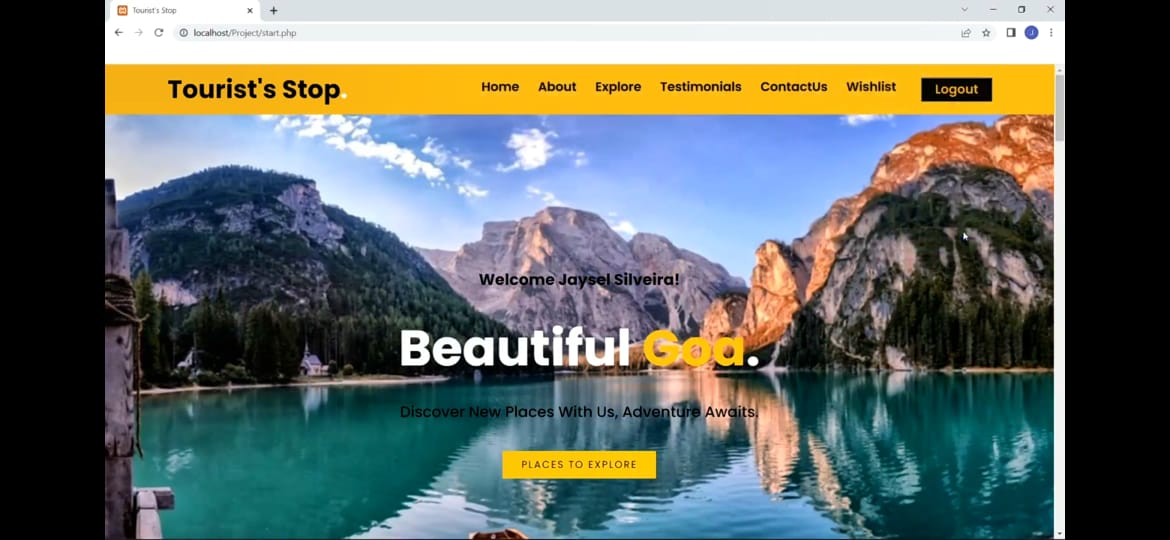 Tourist's Stop
localhost/Project/start.php
J
Tourist's Stop.
Home About Explore Testimonials ContactUs Wishlist Logout
Welcome Jaysel Silveira!
Beautiful Goa.
Discover New Places With Us, Adventure Awaits.
PLACES TO EXPLORE